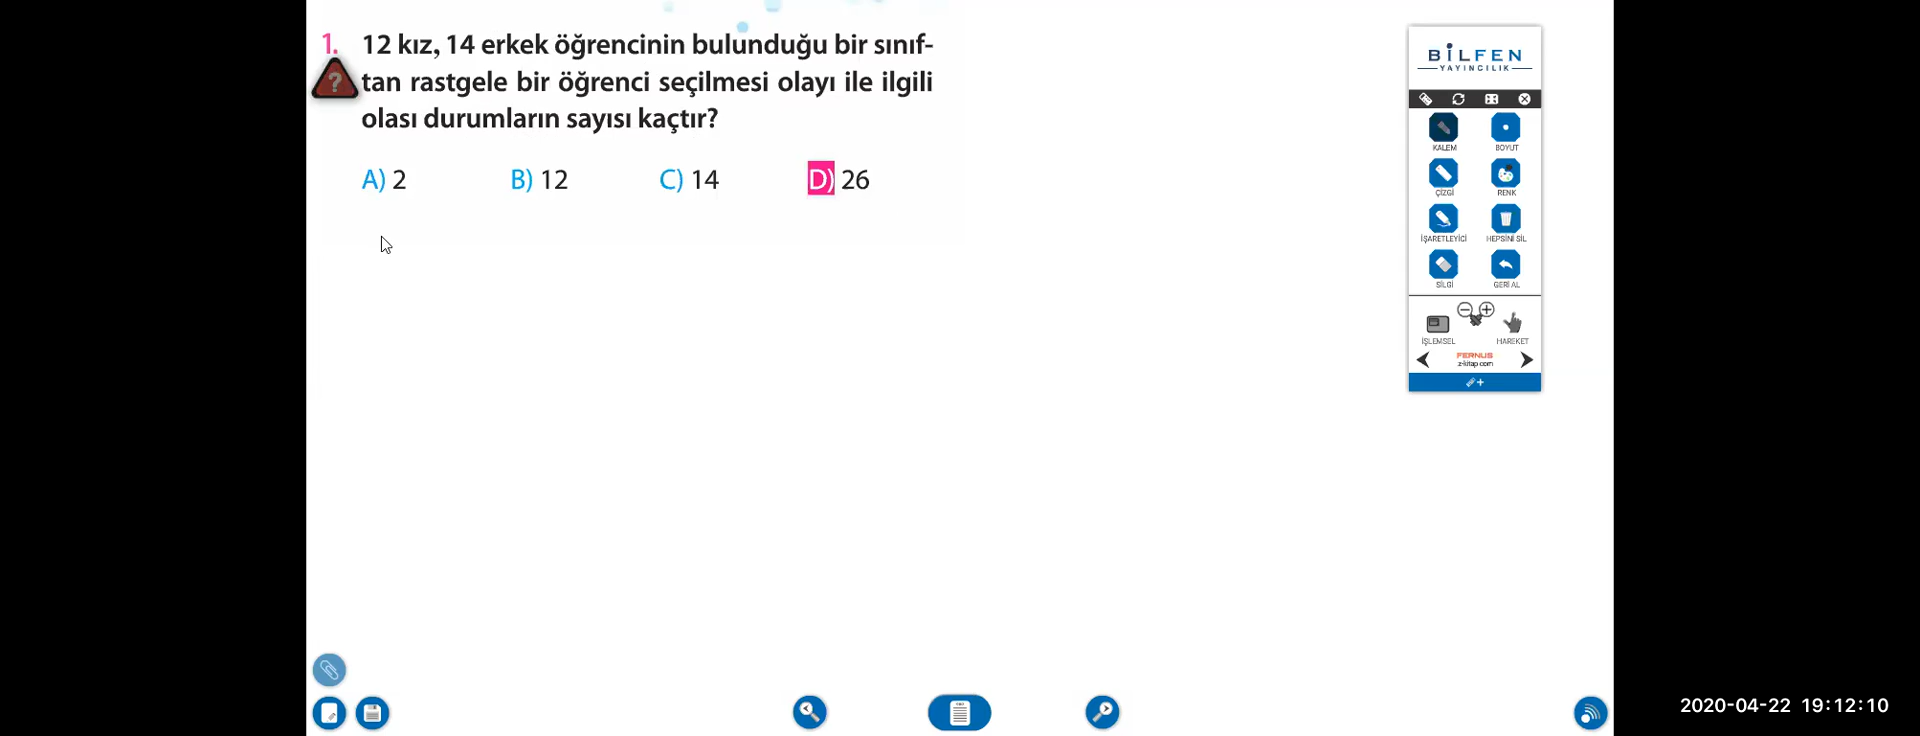 1. 12 kız, 14 erkek öğrencinin bulunduğu bir sınıf-
tan rastgele bir öğrenci seçilmesi olayı ile ilgili
olası durumların sayısı kaçtır?
A) 2 B) 12 C) 14 D) 26
BİLFEN
YAYINCILIK
KALEM BOYUT
ÇİZGİ RENK
İŞARETLEYİCİ HEPSİNİ SİL
SİLGİ GERİ AL
İŞLEMSEL HAREKET
FERNUS
z-kitap.com
2020-04-22 19:12:10